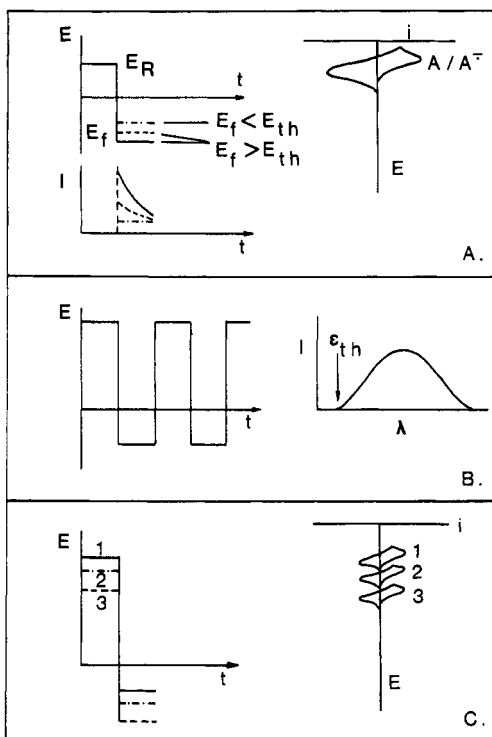 E
E_R
t
E_f
E_f < E_th
E_f > E_th
I
t
i
A / A^-̇
E
A.
E
t
I
ε_th
λ
B.
E
1
2
3
t
i
1
2
3
E
C.